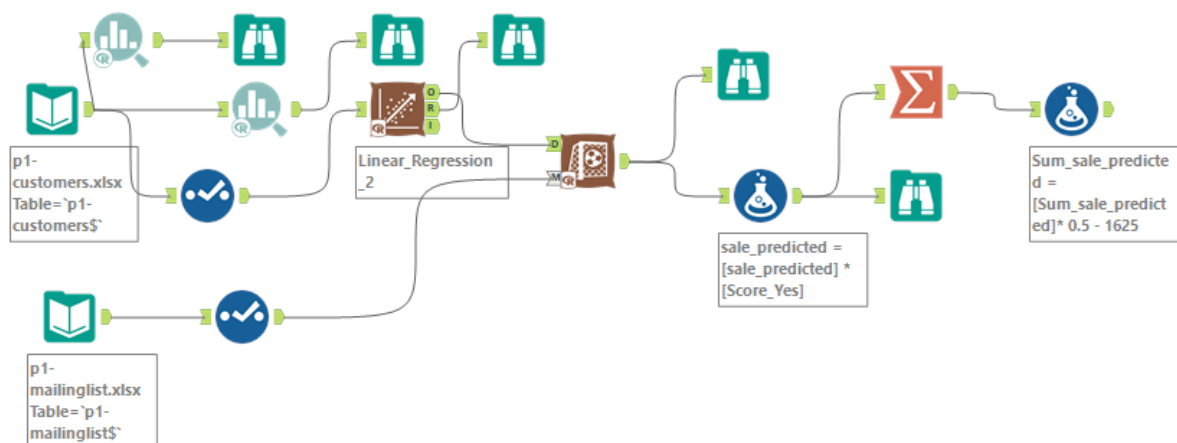 O
R
I
D
M
p1-
customers.xlsx
Table=`p1-
customers$`
Linear_Regression
_2
sale_predicted =
[sale_predicted] *
[Score_Yes]
Sum_sale_predicte
d =
[Sum_sale_predict
ed]* 0.5 - 1625
p1-
mailinglist.xlsx
Table=`p1-
mailinglist$`